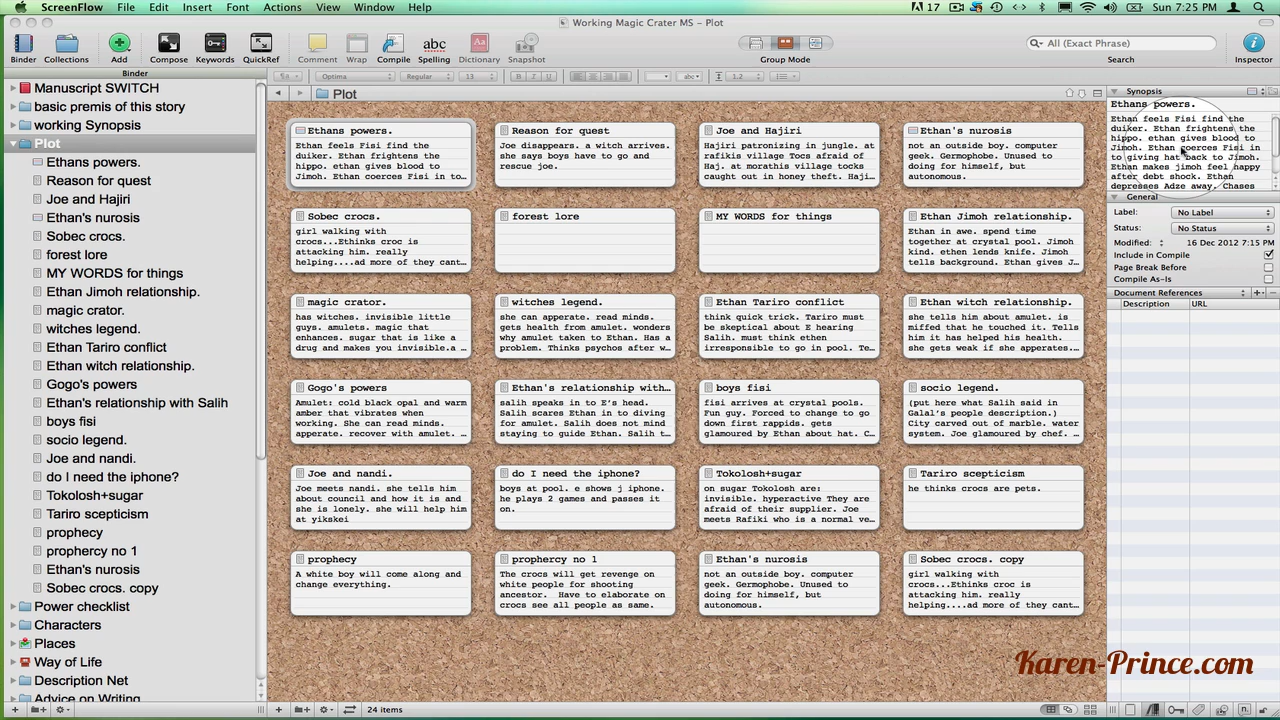 ScreenFlow File Edit Insert Font Actions View Window Help 17 Sun 7:25 PM
Working Magic Crater MS - Plot
Binder Collections Add Compose Keywords QuickRef Comment Wrap Compile Spelling Dictionary Snapshot Group Mode Search Inspector
abc Aa All (Exact Phrase)
Optima Regular 13 B I U abc 1.2
Binder
Manuscript SWITCH
basic premis of this story
working Synopsis
Plot
Ethans powers.
Reason for quest
Joe and Hajiri
Ethan's nurosis
Sobec crocs.
forest lore
MY WORDS for things
Ethan Jimoh relationship.
magic crator.
witches legend.
Ethan Tariro conflict
Ethan witch relationship.
Gogo's powers
Ethan's relationship with Salih
boys fisi
socio legend.
Joe and nandi.
do I need the iphone?
Tokolosh+sugar
Tariro scepticism
prophecy
prophercy no 1
Ethan's nurosis
Sobec crocs. copy
Power checklist
Characters
Places
Way of Life
Description Net
Advice on Writing
Plot
Ethans powers.
Ethan feels Fisi find the
duiker. Ethan frightens the
hippo. ethan gives blood to
Jimoh. Ethan coerces Fisi in to…
Reason for quest
Joe disappears. a witch arrives.
she says boys have to go and
rescue joe.
Joe and Hajiri
Hajiri patronizing in jungle. at
rafikis village Tocs afraid of
Haj. at morathis village tocks
caught out in honey theft. Haji…
Ethan's nurosis
not an outside boy. computer
geek. Germophobe. Unused to
doing for himself, but
autonomous.
Sobec crocs.
girl walking with
crocs...Ethinks croc is
attacking him. really
helping....ad more of they cant…
forest lore
MY WORDS for things
Ethan Jimoh relationship.
Ethan in awe. spend time
together at crystal pool. Jimoh
kind. ethen lends knife. Jimoh
tells background. Ethan gives J…
magic crator.
has witches. invisible little
guys. amulets. magic that
enhances. sugar that is like a
drug and makes you invisible.a …
witches legend.
she can apperate. read minds.
gets health from amulet. wonders
why amulet taken to Ethan. Has a
problem. Thinks psychos after w…
Ethan Tariro conflict
think quick trick. Tariro must
be skeptical about E hearing
Salih. must think ethen
irresponsible to go in pool. Te…
Ethan witch relationship.
she tells him about amulet. is
miffed that he touched it. Tells
him it has helped his health.
she gets weak if she apperates.…
Gogo's powers
Amulet: cold black opal and warm
amber that vibrates when
working. She can read minds.
apperate. recover with amulet. …
Ethan's relationship with…
salih speaks in to E's head.
Salih scares Ethan in to diving
for amulet. Salih does not mind
staying to guide Ethan. Salih t…
boys fisi
fisi arrives at crystal pools.
Fun guy. Forced to change to go
down first rappids. gets
glamoured by Ethan about hat. C…
socio legend.
(put here what Salih said in
Galal's people description.)
City carved out of marble. water
system. Joe glamoured by chef. …
Joe and nandi.
Joe meets nandi. she tells him
about council and how it is and
she is lonely. she will help him
at yikskei
do I need the iphone?
boys at pool. e shows j iphone.
he plays 2 games and passes it
on.
Tokolosh+sugar
on sugar Tokolosh are:
invisible. hyperactive They are
afraid of their supplier. Joe
meets Rafiki who is a normal ve…
Tariro scepticism
he thinks crocs are pets.
prophecy
A white boy will come along and
change everything.
prophercy no 1
The crocs will get revenge on
white people for shooting
ancestor. Have to elaborate on
crocs see all people as same.
Ethan's nurosis
not an outside boy. computer
geek. Germophobe. Unused to
doing for himself, but
autonomous.
Sobec crocs. copy
girl walking with
crocs...Ethinks croc is
attacking him. really
helping....ad more of they cant…
24 items
Synopsis
Ethans powers.
Ethan feels Fisi find the
duiker. Ethan frightens the
hippo. ethan gives blood to
Jimoh. Ethan coerces Fisi in
to giving hat back to Jimoh.
Ethan makes jimoh feel happy
after debt shock. Ethan
depresses Adze away. Chases
General
Label: No Label
Status: No Status
Modified: 16 Dec 2012 7:15 PM
Include in Compile
Page Break Before
Compile As-Is
Document References
Description URL
Karen-Prince.com